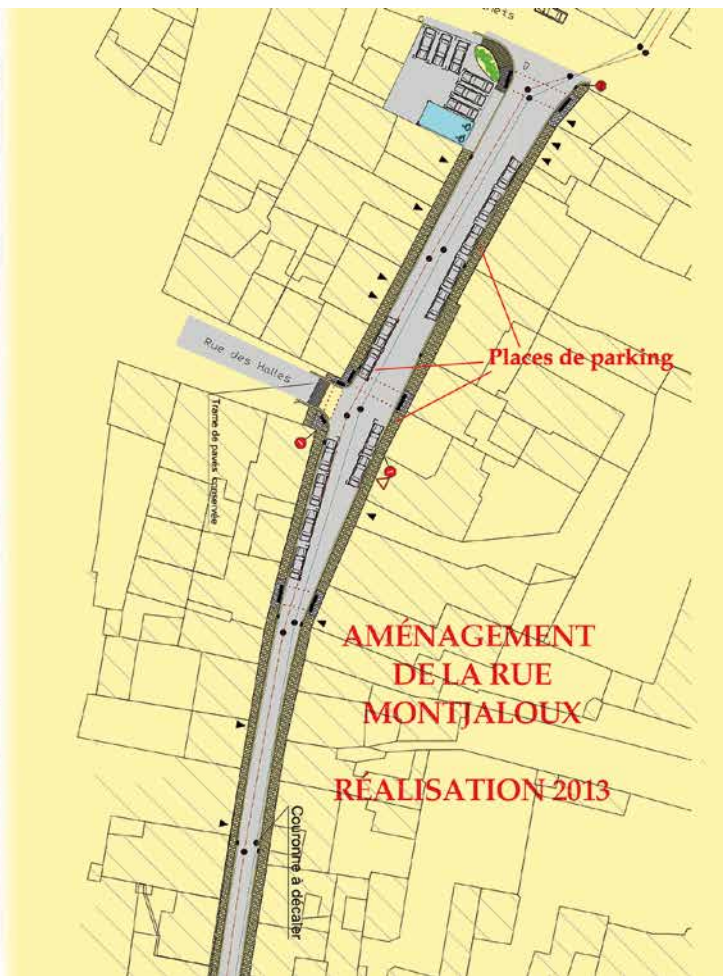 Places de parking
Rue des Halles
Trame de pavés conservée
AMÉNAGEMENT
DE LA RUE
MONTJALOUX
RÉALISATION 2013
Couronne à décaler